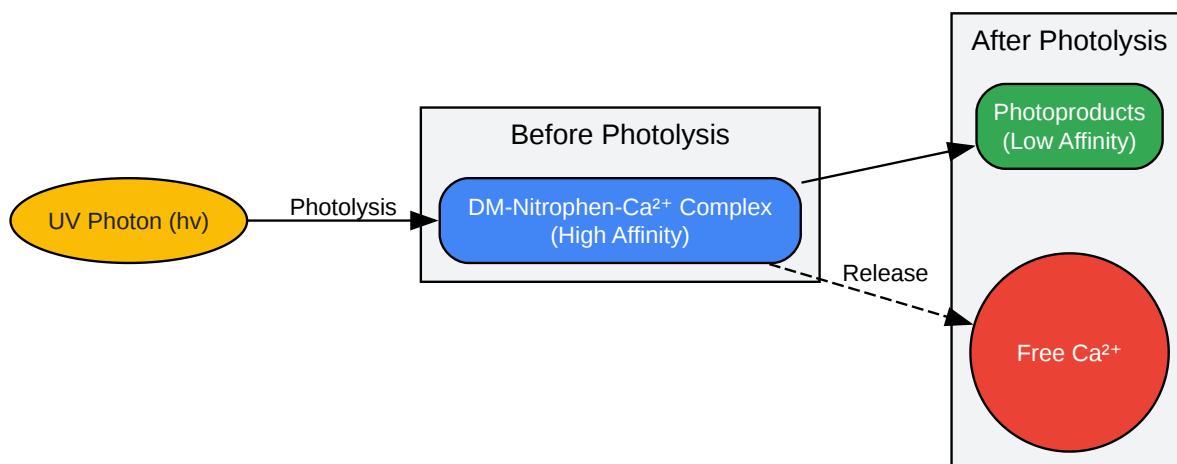 UV Photon (hv)
Photolysis
Before Photolysis
DM-Nitrophen-Ca²⁺ Complex
(High Affinity)
Release
After Photolysis
Photoproducts
(Low Affinity)
Free Ca²⁺